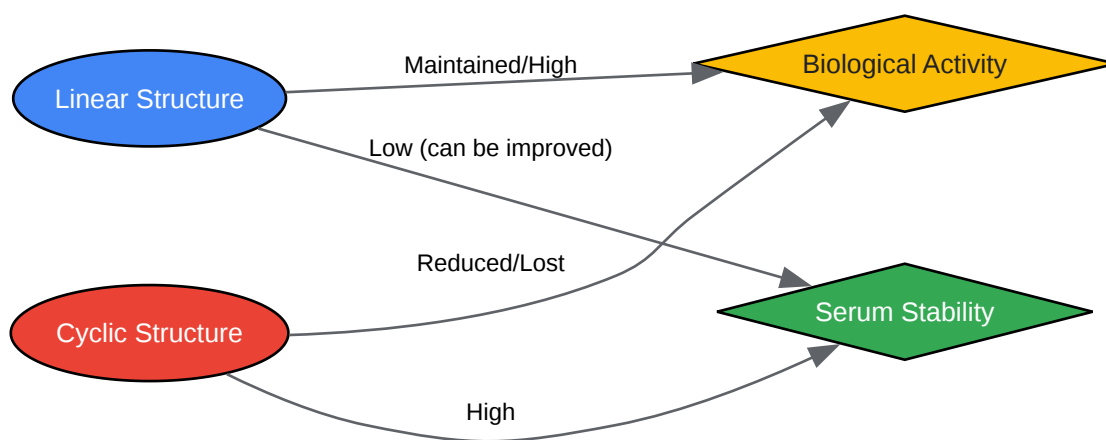 Maintained/High
Biological Activity
Linear Structure
Low (can be improved)
Reduced/Lost
Serum Stability
Cyclic Structure
High